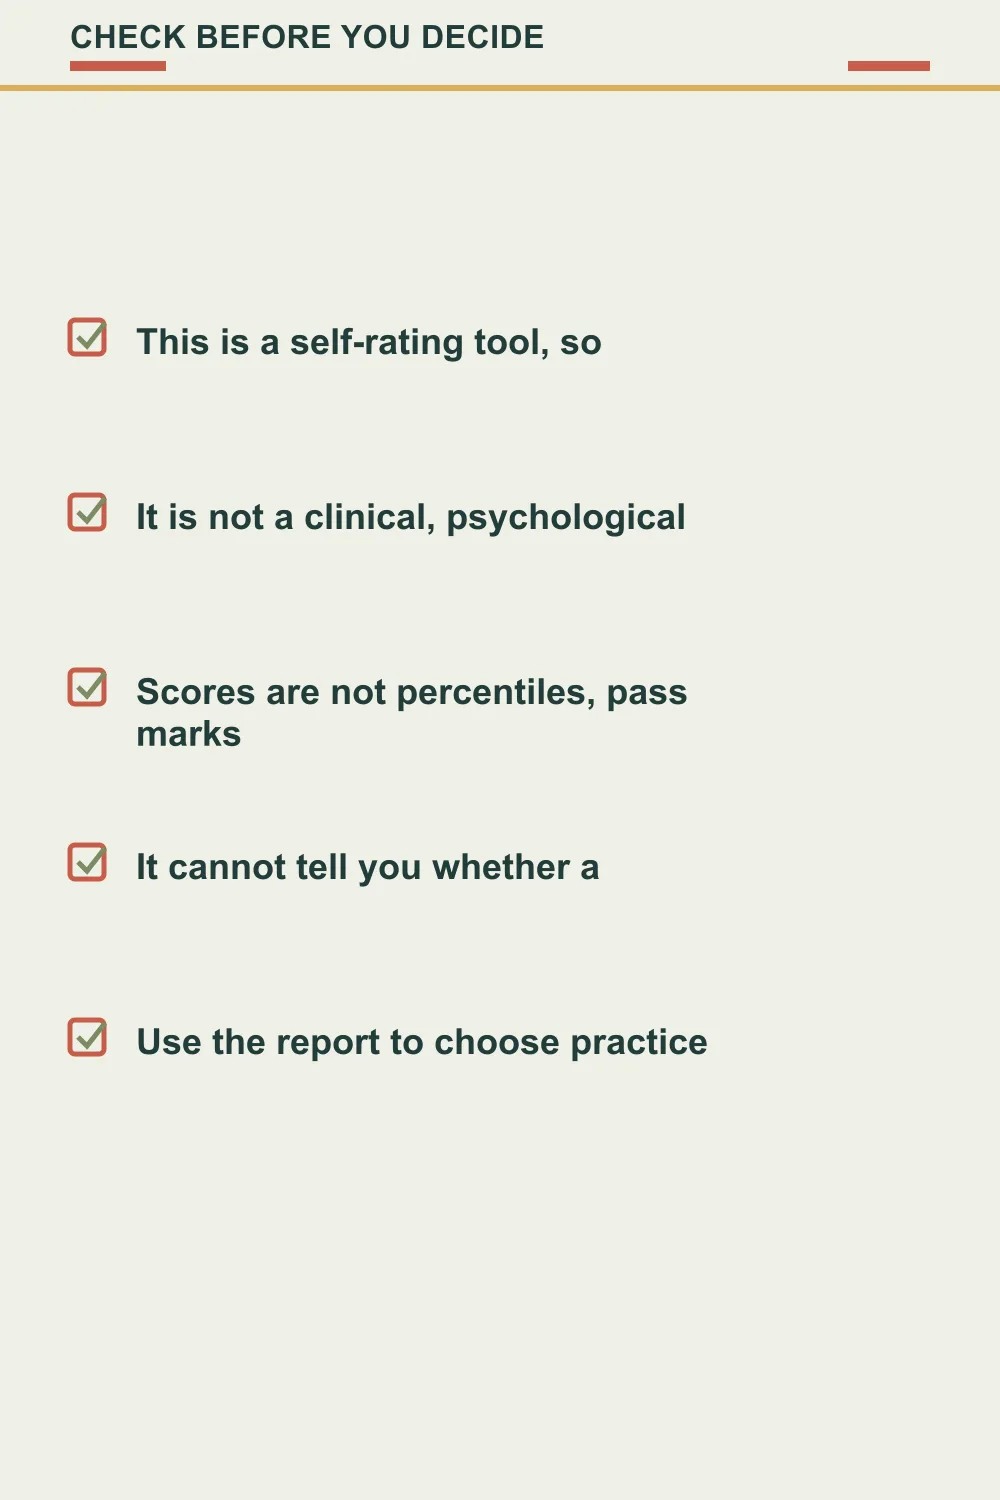 CHECK BEFORE YOU DECIDE
This is a self-rating tool, so
It is not a clinical, psychological
Scores are not percentiles, pass
marks
It cannot tell you whether a
Use the report to choose practice